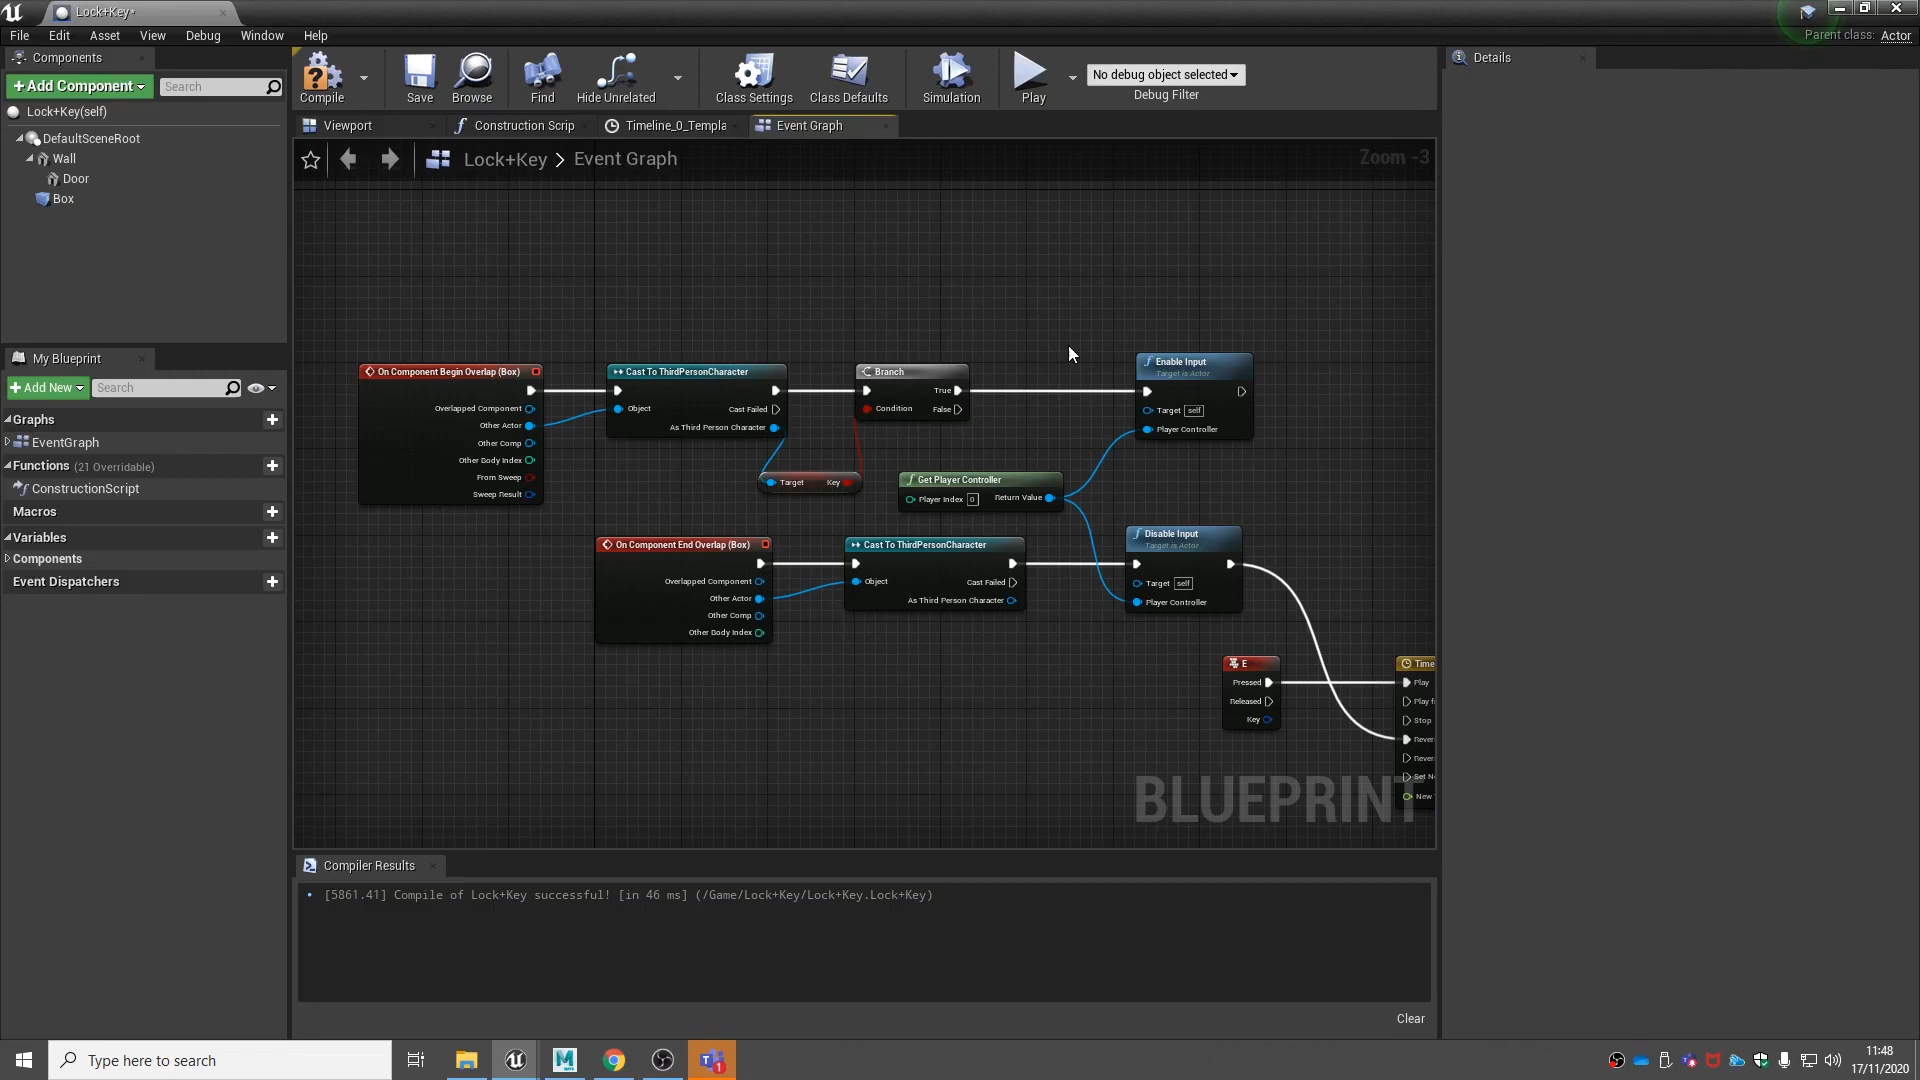 Lock+Key*
File Edit Asset View Debug Window Help
Parent class: Actor
Components
+Add Component
Search
Lock+Key(self)
DefaultSceneRoot
Wall
Door
Box
Compile
Save
Browse
Find
Hide Unrelated
Class Settings
Class Defaults
Simulation
Play
No debug object selected
Debug Filter
Details
Viewport
Construction Scrip
Timeline_0_Templa
Event Graph
Lock+Key > Event Graph
Zoom -3
My Blueprint
+Add New
Search
Graphs
EventGraph
Functions (21 Overridable)
ConstructionScript
Macros
Variables
Components
Event Dispatchers
On Component Begin Overlap (Box)
Overlapped Component
Other Actor
Other Comp
Other Body Index
From Sweep
Sweep Result
Cast To ThirdPersonCharacter
Object
Cast Failed
As Third Person Character
Branch
True
Condition
False
Enable Input
Target is Actor
Target self
Player Controller
Target Key
Get Player Controller
Player Index 0
Return Value
On Component End Overlap (Box)
Overlapped Component
Other Actor
Other Comp
Other Body Index
Cast To ThirdPersonCharacter
Object
Cast Failed
As Third Person Character
Disable Input
Target is Actor
Target self
Player Controller
E
Pressed
Released
Key
Time
Play
Play f
Stop
Rever
Rever
Set N
New
BLUEPRINT
Compiler Results
[5861.41] Compile of Lock+Key successful! [in 46 ms] (/Game/Lock+Key/Lock+Key.Lock+Key)
Clear
Type here to search
1
11:48
17/11/2020